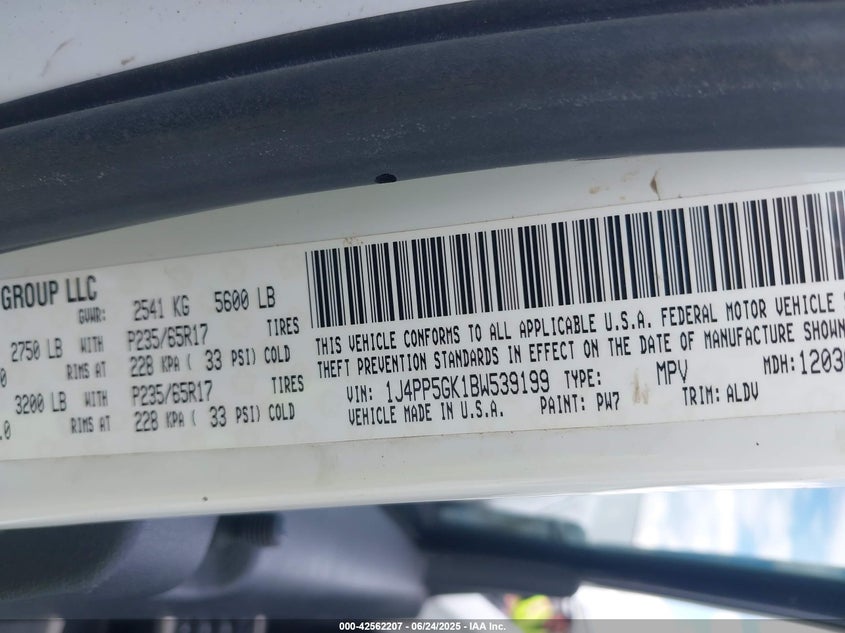 GROUP LLC
GVWR: 2541 KG 5600 LB
2750 LB WITH P235/65R17 TIRES
RIMS AT 228 KPA ( 33 PSI) COLD
3200 LB WITH P235/65R17 TIRES
.0 RIMS AT 228 KPA ( 33 PSI) COLD
THIS VEHICLE CONFORMS TO ALL APPLICABLE U.S.A. FEDERAL MOTOR VEHICLE
THEFT PREVENTION STANDARDS IN EFFECT ON THE DATE OF MANUFACTURE SHOWN
VIN: 1J4PP5GK1BW539199 TYPE: MPV MDH: 1203
VEHICLE MADE IN U.S.A. PAINT: PW7 TRIM: ALDV
000-42562207 - 06/24/2025 - IAA Inc.